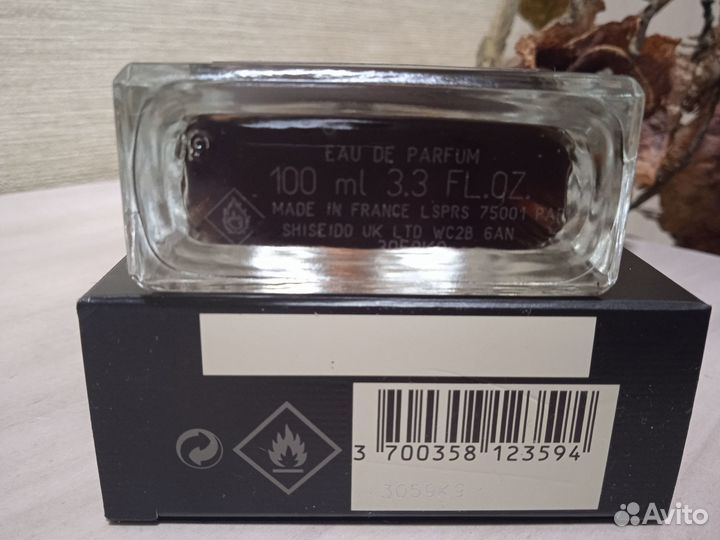 EAU DE PARFUM
100 ml 3.3 FL.OZ.
MADE IN FRANCE LSPRS 75001
SHISEIDO UK LTD WC2B 6AN
3059K9
3 700358 123594
3059K9
Avito